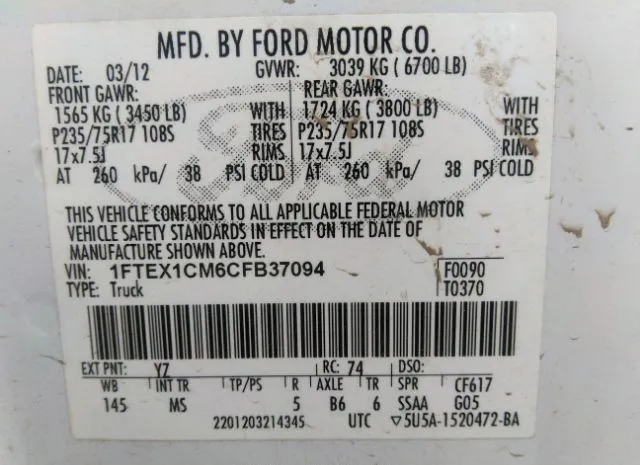 MFD. BY FORD MOTOR CO.
DATE: 03/12 GVWR: 3039 KG ( 6700 LB)
FRONT GAWR: REAR GAWR:
1565 KG ( 3450 LB) WITH 1724 KG ( 3800 LB) WITH
P235/75R17 108S TIRES P235/75R17 108S TIRES
17x7.5J RIMS 17x7.5J RIMS
AT 260 kPa/ 38 PSI COLD AT 260 kPa/ 38 PSI COLD
Ford
THIS VEHICLE CONFORMS TO ALL APPLICABLE FEDERAL MOTOR
VEHICLE SAFETY STANDARDS IN EFFECT ON THE DATE OF
MANUFACTURE SHOWN ABOVE.
VIN: 1FTEX1CM6CFB37094 F0090
TYPE: Truck T0370
EXT PNT: YZ RC: 74 DSO:
WB INT TR TP/PS R AXLE TR SPR CF617
145 MS 5 B6 6 SSAA G05
2201203214345 UTC ▽5U5A-1520472-BA